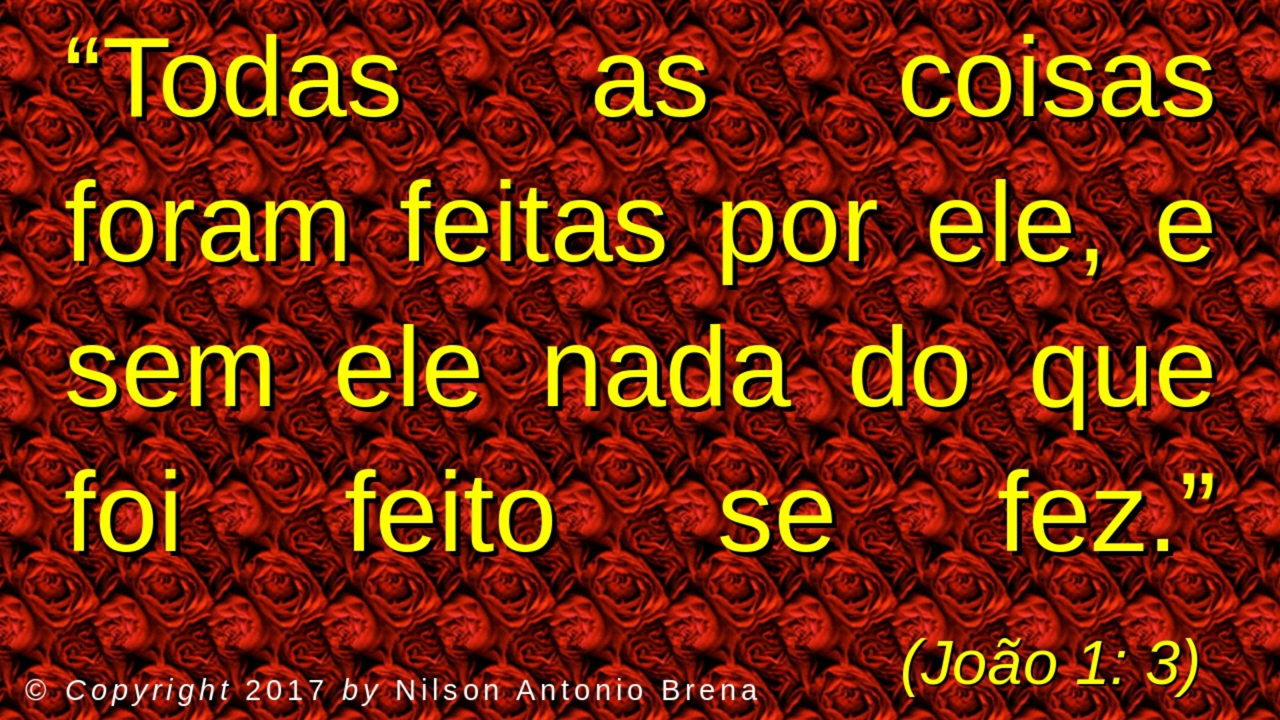 “Todas as coisas
foram feitas por ele, e
sem ele nada do que
foi feito se fez.”
(João 1: 3)
© Copyright 2017 by Nilson Antonio Brena